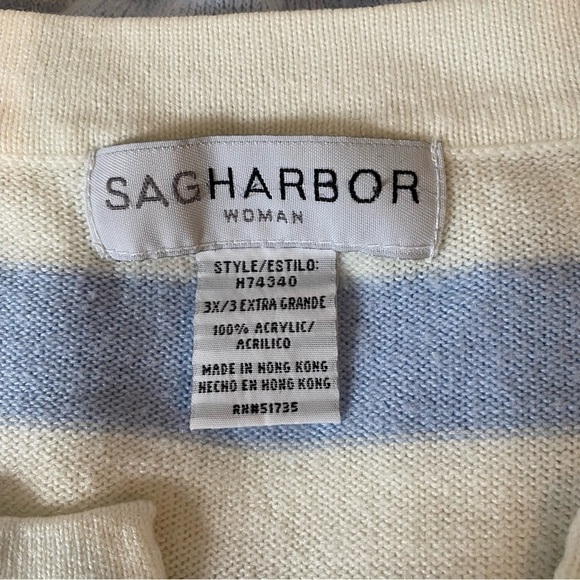 SAGHARBOR
WOMAN
STYLE/ESTILO:
H74340
3X/3 EXTRA GRANDE
100% ACRYLIC/
ACRILICO
MADE IN HONG KONG
HECHO EN HONG KONG
RN#51735